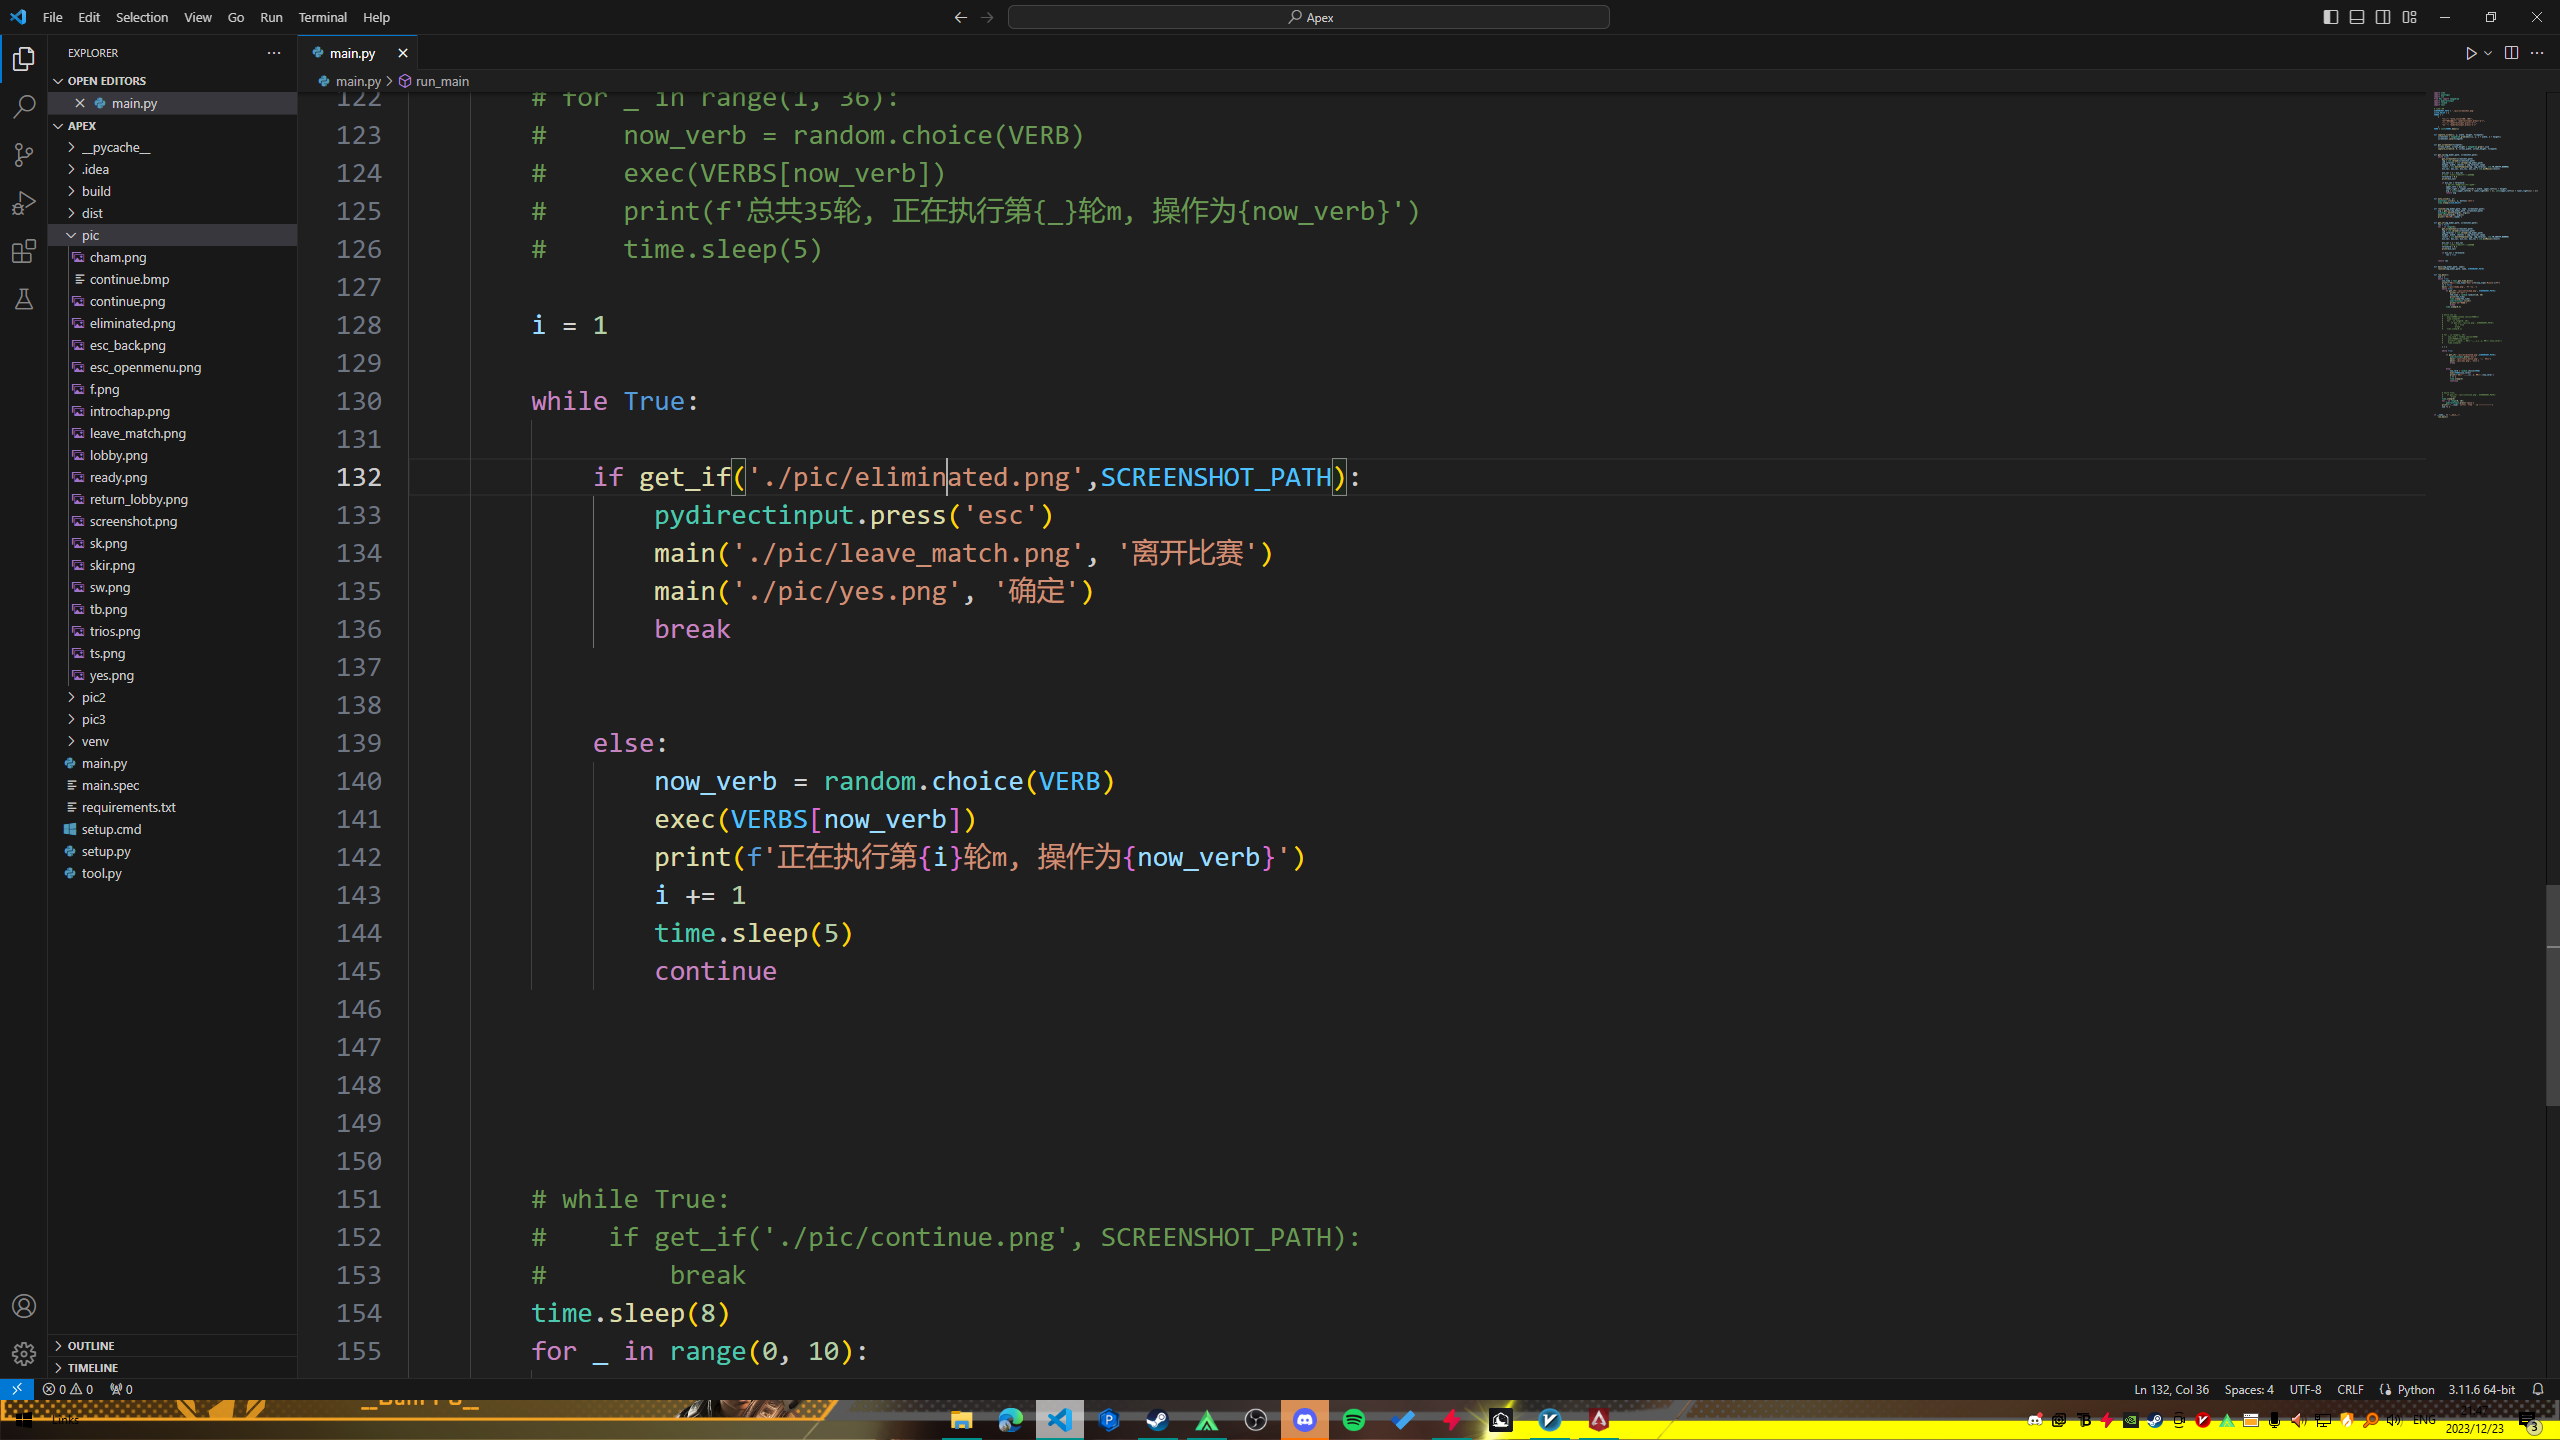 File Edit Selection View Go Run Terminal Help
Apex
EXPLORER
OPEN EDITORS
main.py
APEX
__pycache__
.idea
build
dist
pic
cham.png
continue.bmp
continue.png
eliminated.png
esc_back.png
esc_openmenu.png
f.png
introchap.png
leave_match.png
lobby.png
ready.png
return_lobby.png
screenshot.png
sk.png
skir.png
sw.png
tb.png
trios.png
ts.png
yes.png
pic2
pic3
venv
main.py
main.spec
requirements.txt
setup.cmd
setup.py
tool.py
OUTLINE
TIMELINE
main.py
main.py > run_main
122 # for _ in range(1, 36):
123 #     now_verb = random.choice(VERB)
124 #     exec(VERBS[now_verb])
125 #     print(f'总共35轮, 正在执行第{_}轮m, 操作为{now_verb}')
126 #     time.sleep(5)
127
128 i = 1
129
130 while True:
131
132     if get_if('./pic/eliminated.png',SCREENSHOT_PATH):
133         pydirectinput.press('esc')
134         main('./pic/leave_match.png', '离开比赛')
135         main('./pic/yes.png', '确定')
136         break
137
138
139     else:
140         now_verb = random.choice(VERB)
141         exec(VERBS[now_verb])
142         print(f'正在执行第{i}轮m, 操作为{now_verb}')
143         i += 1
144         time.sleep(5)
145         continue
146
147
148
149
150
151 # while True:
152 #    if get_if('./pic/continue.png', SCREENSHOT_PATH):
153 #        break
154 time.sleep(8)
155 for _ in range(0, 10):
0 0 0
Ln 132, Col 36 Spaces: 4 UTF-8 CRLF Python 3.11.6 64-bit
Links
ENG
2023/12/23
3